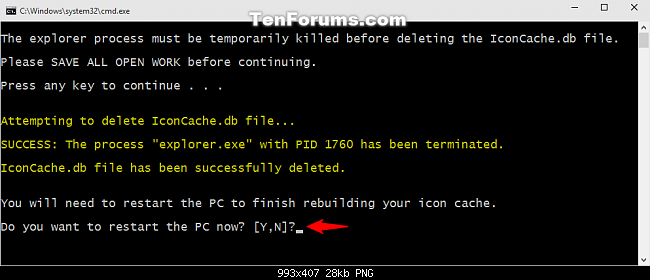 C:\Windows\system32\cmd.exe
TenForums.com
The explorer process must be temporarily killed before deleting the IconCache.db file.
Please SAVE ALL OPEN WORK before continuing.
Press any key to continue . . .
Attempting to delete IconCache.db file...
SUCCESS: The process "explorer.exe" with PID 1760 has been terminated.
IconCache.db file has been successfully deleted.
You will need to restart the PC to finish rebuilding your icon cache.
Do you want to restart the PC now? [Y,N]?_
993x407 28kb PNG